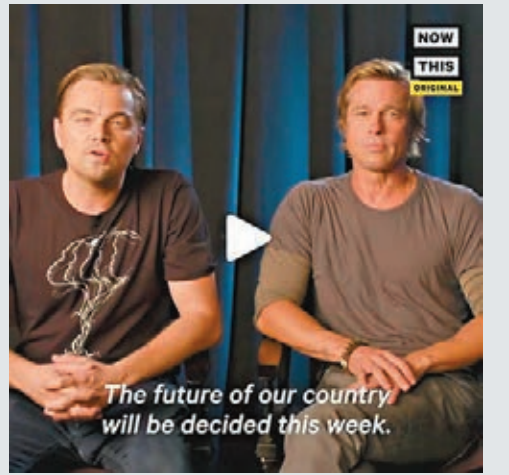 NOW
THIS
ORIGINAL
The future of our country
will be decided this week.